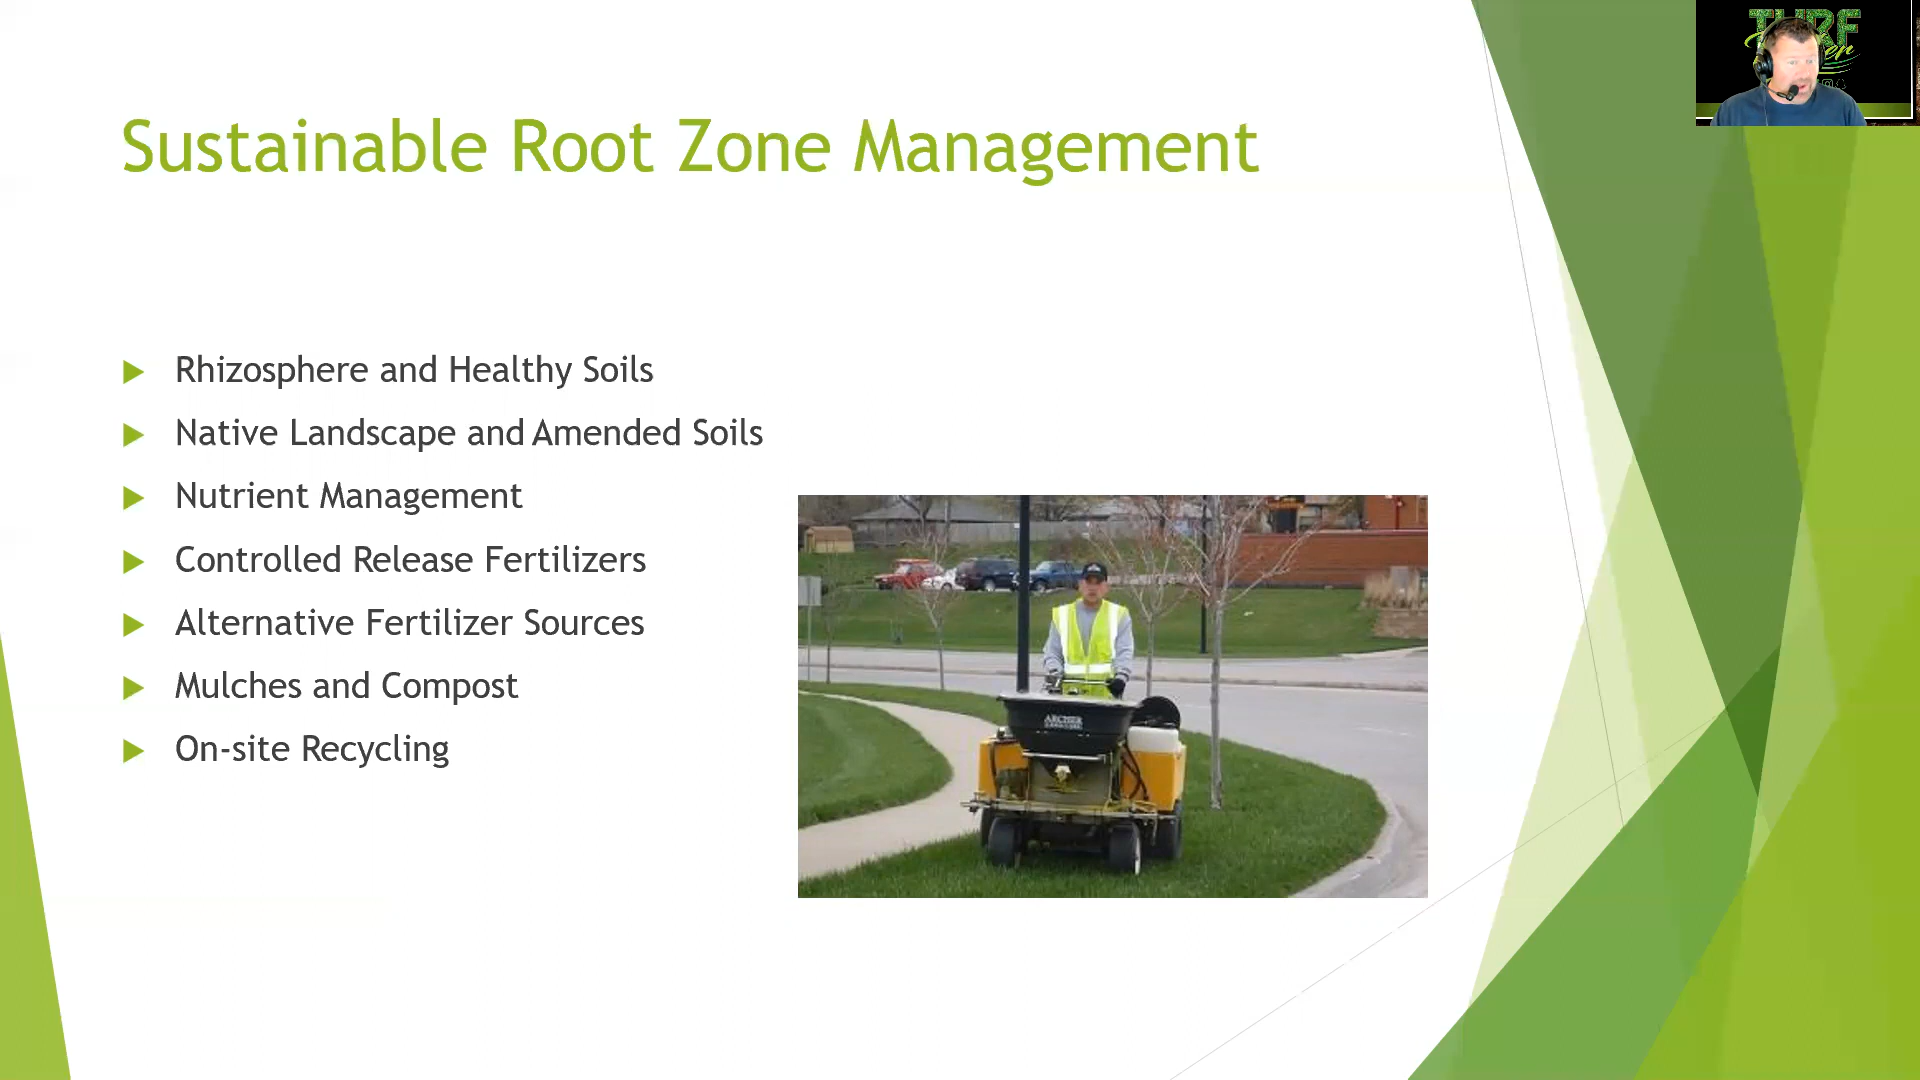 TURF
Sustainable Root Zone Management
Rhizosphere and Healthy Soils
Native Landscape and Amended Soils
Nutrient Management
Controlled Release Fertilizers
Alternative Fertilizer Sources
Mulches and Compost
On-site Recycling
ARCHER